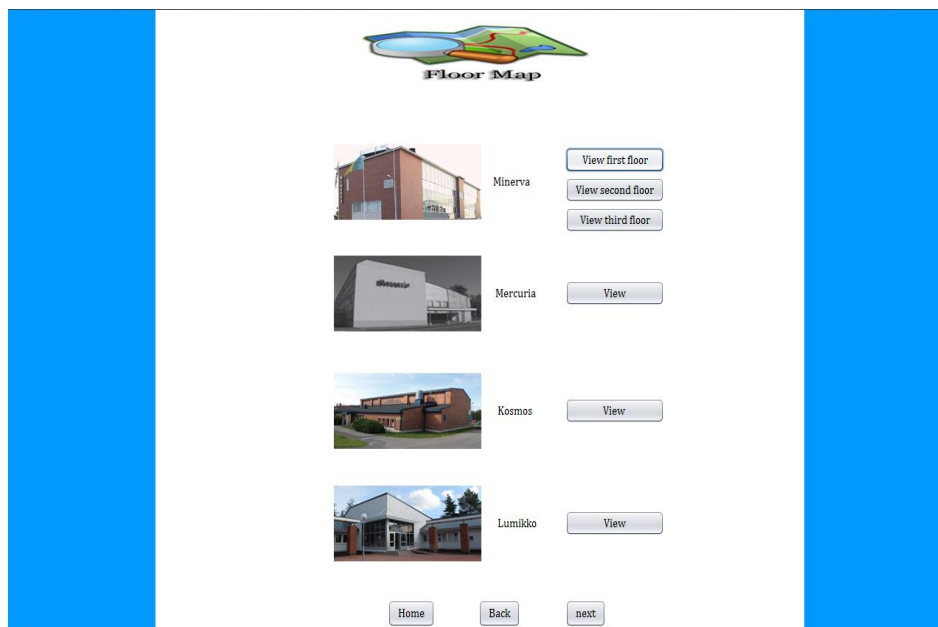 Floor Map
Minerva
View first floor
View second floor
View third floor
Mercuria
View
Kosmos
View
Lumikko
View
Home Back next